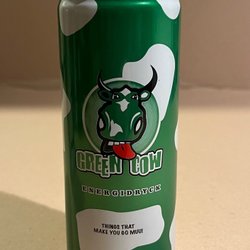 GREEN COW
ENERGIDRYCK
THINGS THAT
MAKE YOU GO MUU!